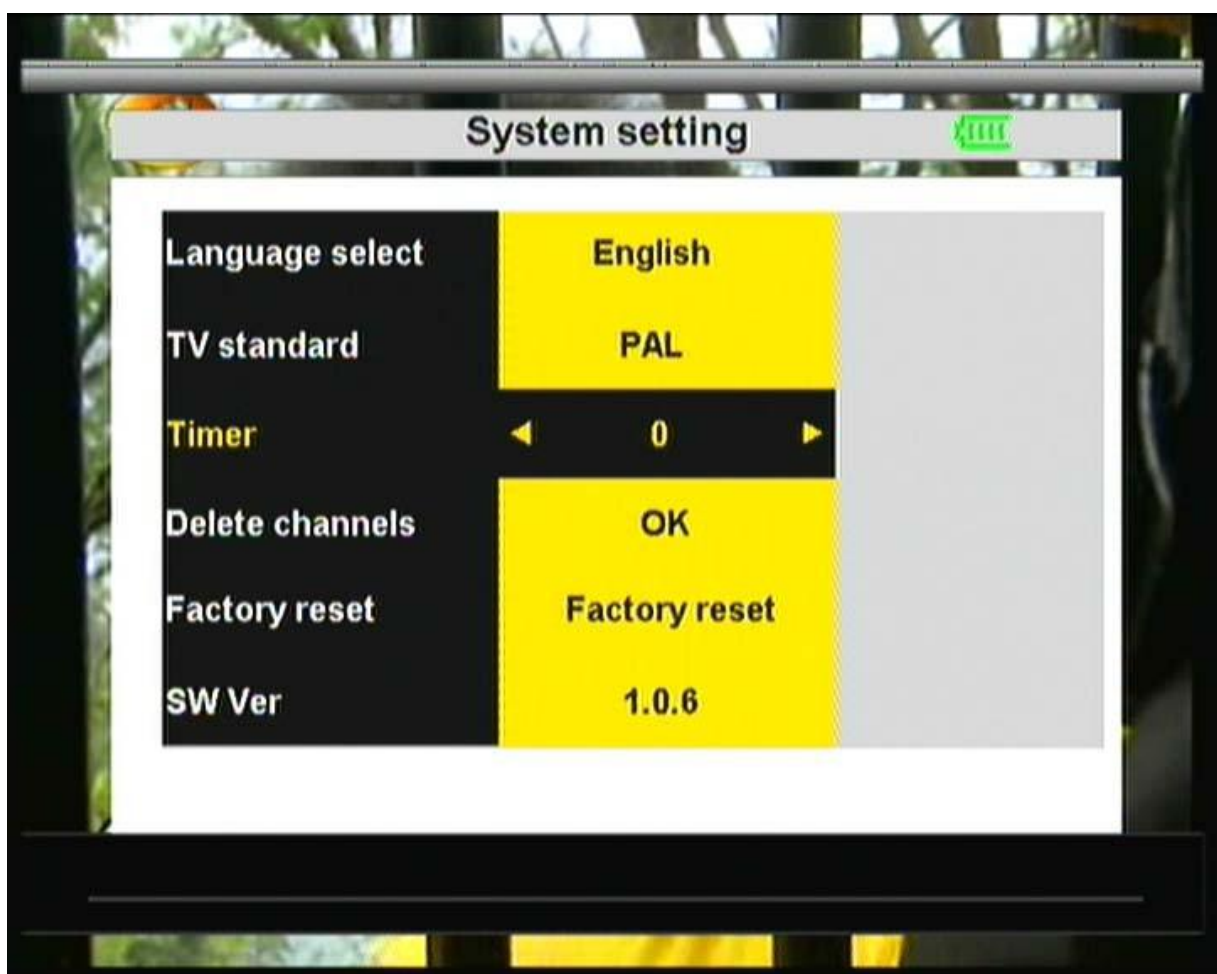 System setting
Language select English
TV standard PAL
Timer 0
Delete channels OK
Factory reset Factory reset
SW Ver 1.0.6